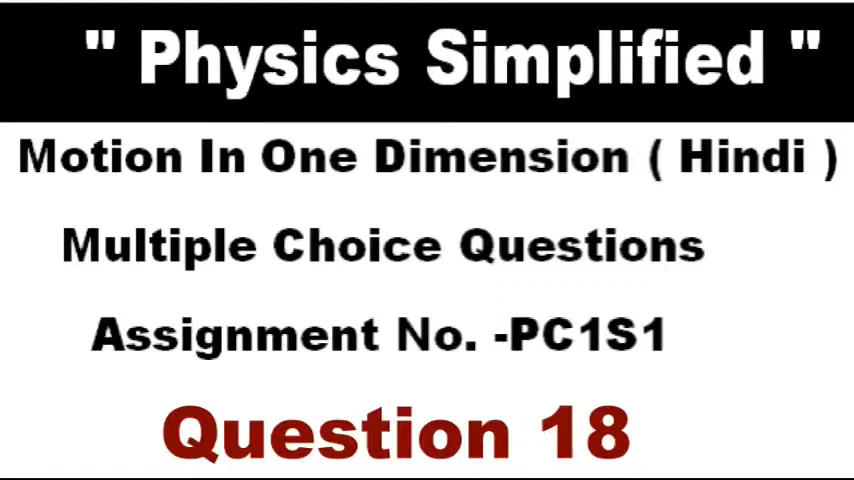 " Physics Simplified "
Motion In One Dimension ( Hindi )
Multiple Choice Questions
Assignment No. -PC1S1
Question 18